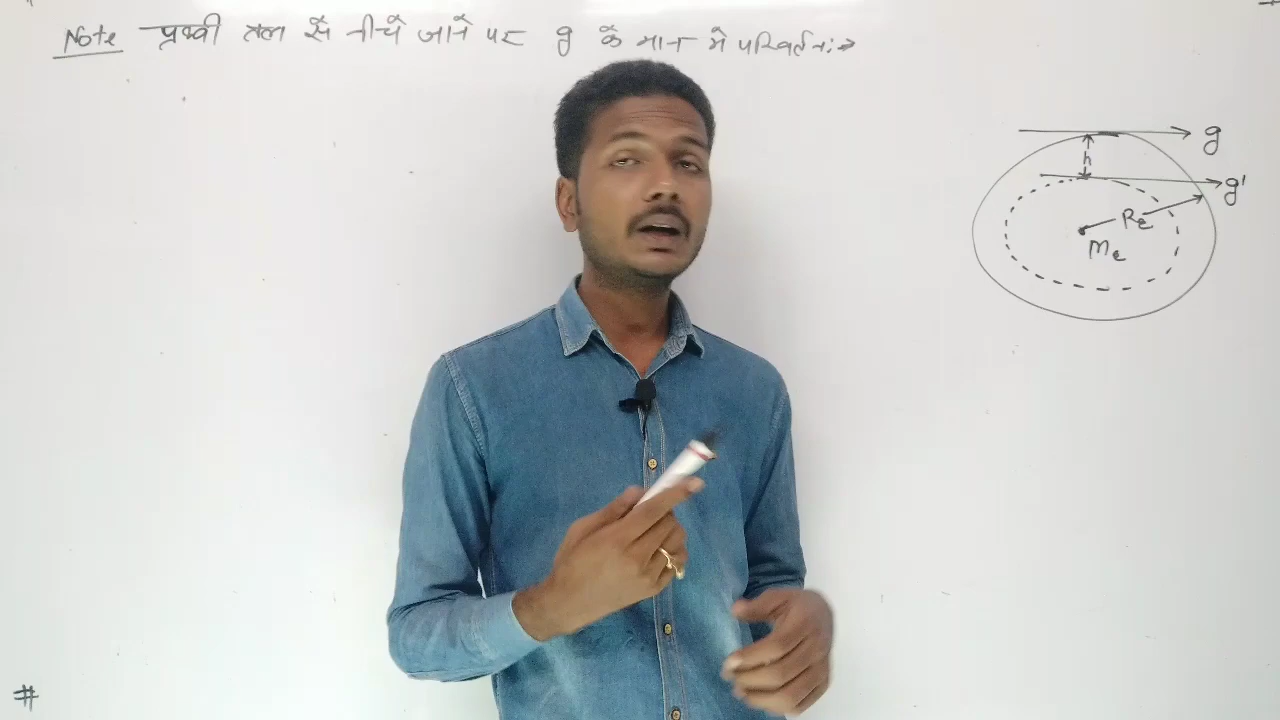 Note पृथ्वी तल से नीचे जाने पर g के मान में परिवर्तन:→
g
h
g'
Re
Me
#